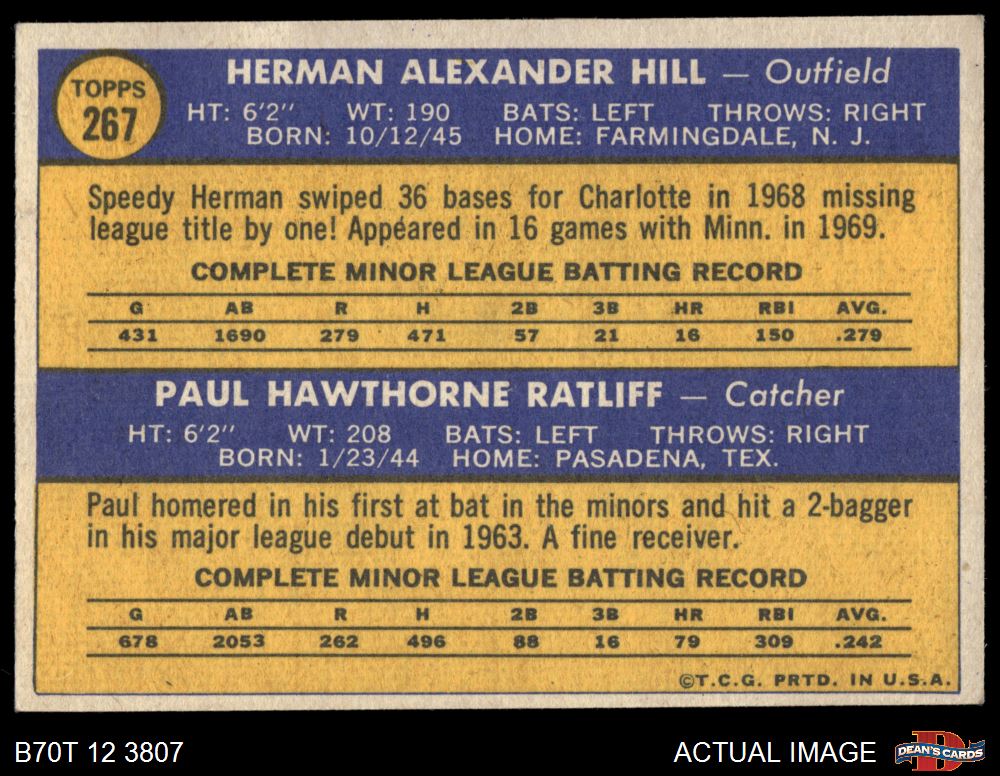 TOPPS
267
HERMAN ALEXANDER HILL — Outfield
HT: 6'2" WT: 190 BATS: LEFT THROWS: RIGHT
BORN: 10/12/45 HOME: FARMINGDALE, N. J.
Speedy Herman swiped 36 bases for Charlotte in 1968 missing
league title by one! Appeared in 16 games with Minn. in 1969.
COMPLETE MINOR LEAGUE BATTING RECORD
G AB R H 2B 3B HR RBI AVG.
431 1690 279 471 57 21 16 150 .279
PAUL HAWTHORNE RATLIFF — Catcher
HT: 6'2" WT: 208 BATS: LEFT THROWS: RIGHT
BORN: 1/23/44 HOME: PASADENA, TEX.
Paul homered in his first at bat in the minors and hit a 2-bagger
in his major league debut in 1963. A fine receiver.
COMPLETE MINOR LEAGUE BATTING RECORD
G AB R H 2B 3B HR RBI AVG.
678 2053 262 496 88 16 79 309 .242
©T.C.G. PRTD. IN U.S.A.
B70T 12 3807 ACTUAL IMAGE DEAN'S CARDS